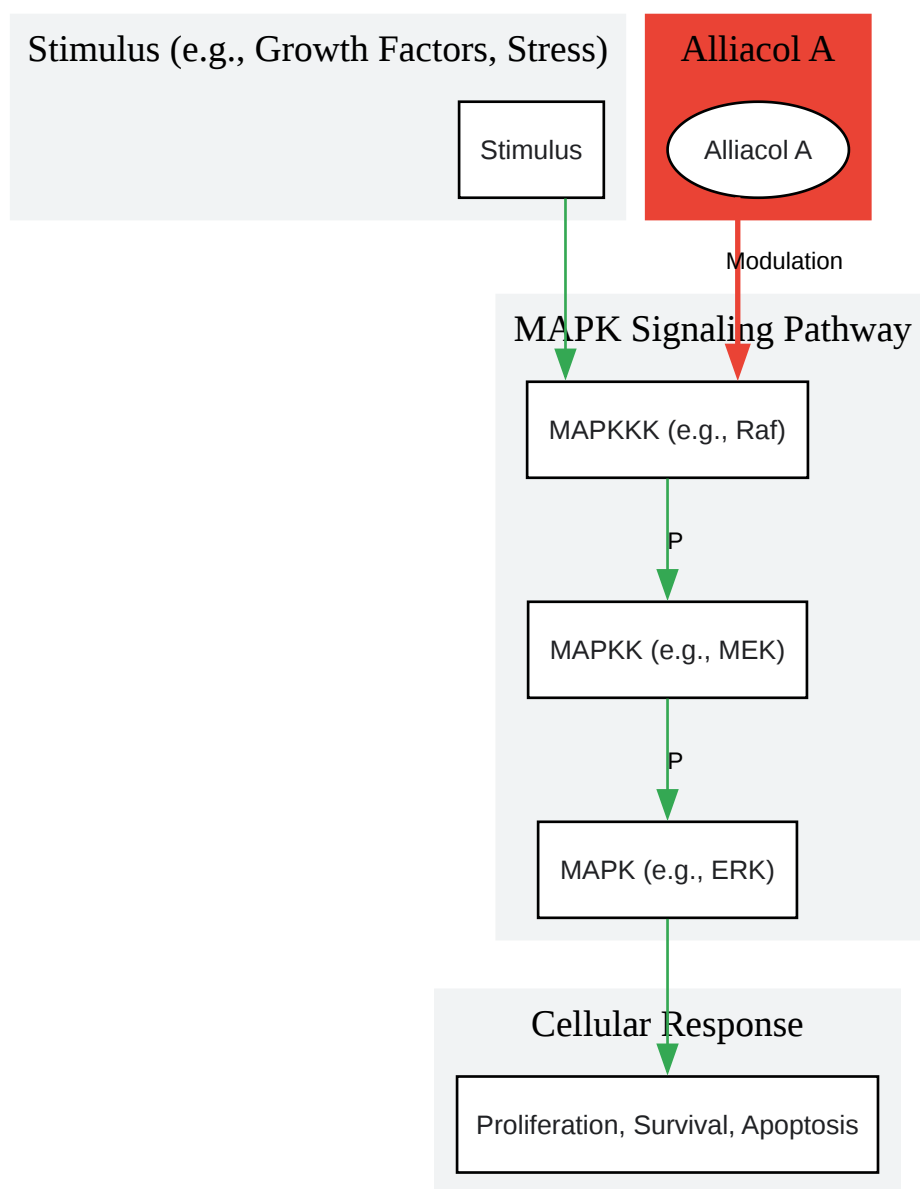 Stimulus (e.g., Growth Factors, Stress)
Alliacol A
Stimulus
Alliacol A
Modulation
MAPK Signaling Pathway
MAPKKK (e.g., Raf)
P
MAPKK (e.g., MEK)
P
MAPK (e.g., ERK)
Cellular Response
Proliferation, Survival, Apoptosis